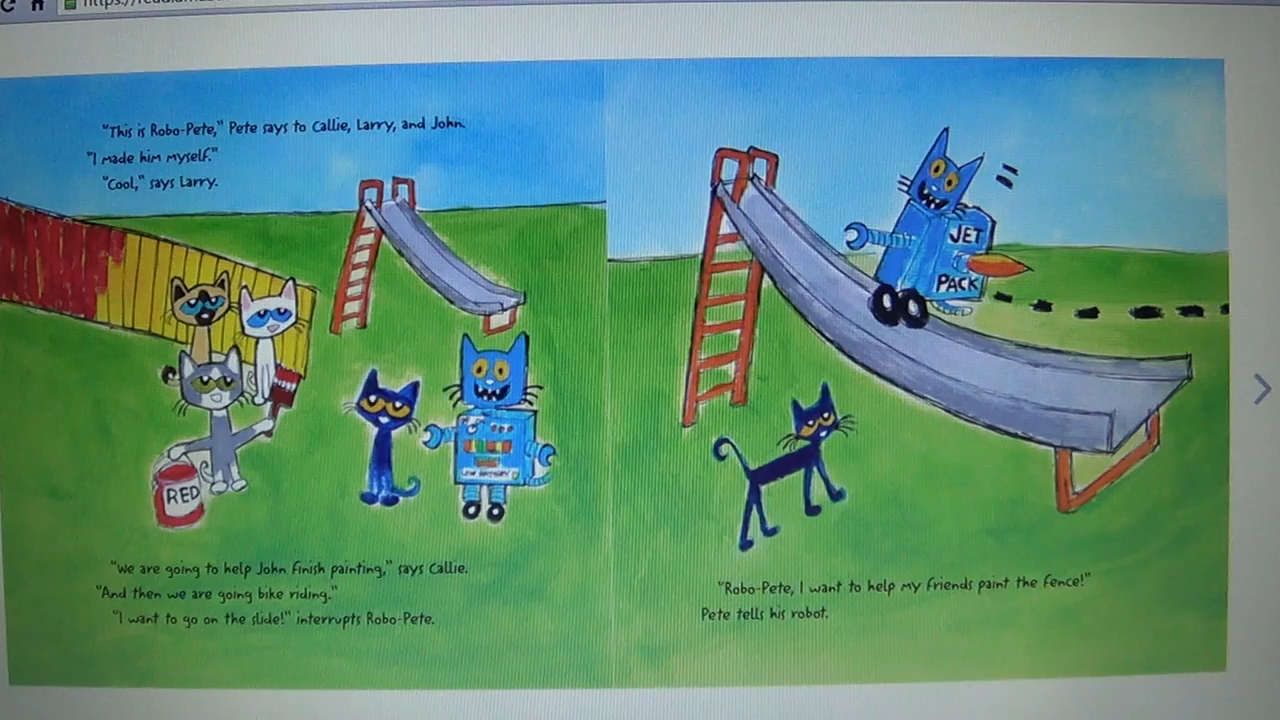 "This is Robo-Pete," Pete says to Callie, Larry, and John.
"I made him myself."
"Cool," says Larry.
RED
"We are going to help John finish painting," says Callie.
"And then we are going bike riding."
"I want to go on the slide!" interrupts Robo-Pete.
JET
PACK
"Robo-Pete, I want to help my friends paint the fence!"
Pete tells his robot.